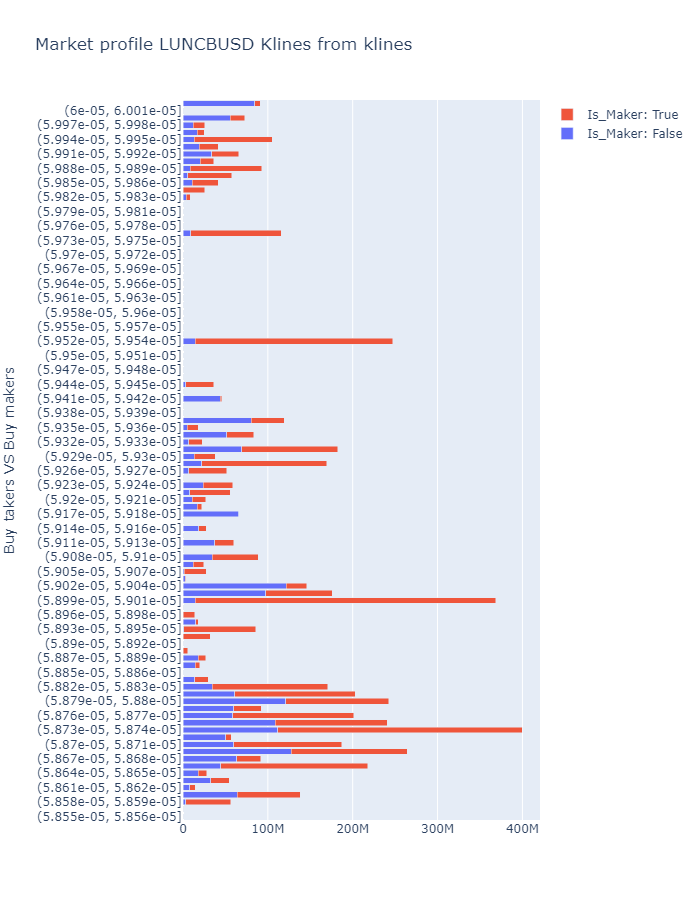 Market profile LUNCBUSD Klines from klines
Is_Maker: True
Is_Maker: False
Buy takers VS Buy makers
(6e-05, 6.001e-05]
(5.997e-05, 5.998e-05]
(5.994e-05, 5.995e-05]
(5.991e-05, 5.992e-05]
(5.988e-05, 5.989e-05]
(5.985e-05, 5.986e-05]
(5.982e-05, 5.983e-05]
(5.979e-05, 5.981e-05]
(5.976e-05, 5.978e-05]
(5.973e-05, 5.975e-05]
(5.97e-05, 5.972e-05]
(5.967e-05, 5.969e-05]
(5.964e-05, 5.966e-05]
(5.961e-05, 5.963e-05]
(5.958e-05, 5.96e-05]
(5.955e-05, 5.957e-05]
(5.952e-05, 5.954e-05]
(5.95e-05, 5.951e-05]
(5.947e-05, 5.948e-05]
(5.944e-05, 5.945e-05]
(5.941e-05, 5.942e-05]
(5.938e-05, 5.939e-05]
(5.935e-05, 5.936e-05]
(5.932e-05, 5.933e-05]
(5.929e-05, 5.93e-05]
(5.926e-05, 5.927e-05]
(5.923e-05, 5.924e-05]
(5.92e-05, 5.921e-05]
(5.917e-05, 5.918e-05]
(5.914e-05, 5.916e-05]
(5.911e-05, 5.913e-05]
(5.908e-05, 5.91e-05]
(5.905e-05, 5.907e-05]
(5.902e-05, 5.904e-05]
(5.899e-05, 5.901e-05]
(5.896e-05, 5.898e-05]
(5.893e-05, 5.895e-05]
(5.89e-05, 5.892e-05]
(5.887e-05, 5.889e-05]
(5.885e-05, 5.886e-05]
(5.882e-05, 5.883e-05]
(5.879e-05, 5.88e-05]
(5.876e-05, 5.877e-05]
(5.873e-05, 5.874e-05]
(5.87e-05, 5.871e-05]
(5.867e-05, 5.868e-05]
(5.864e-05, 5.865e-05]
(5.861e-05, 5.862e-05]
(5.858e-05, 5.859e-05]
(5.855e-05, 5.856e-05]
0 100M 200M 300M 400M